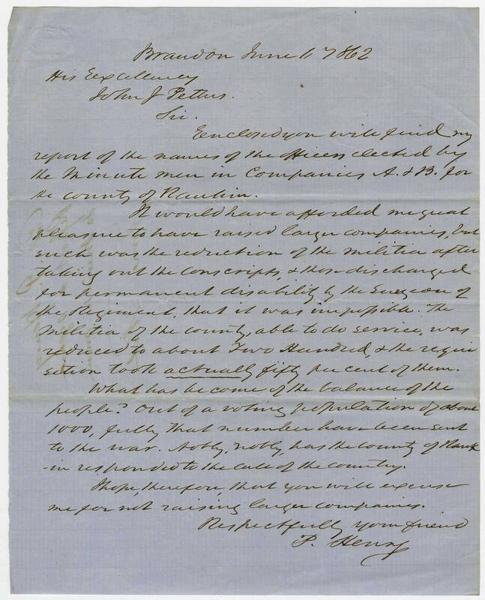 Brandon June 1st 1862
His Excellency
John J Pettus.
Sir.
Enclosed you will find my
report of the names of the officers elected by
the Minute men in Companies A. & B. for
the county of Rankin.
It would have afforded me great
pleasure to have raised larger companies, but
such was the reduction of the militia after
taking out the conscripts, & those discharged
for permanent disability by the Surgeon of
the Regiment, that it was impossible. The
Militia of the county, able to do service, was
reduced to about Two Hundred, & the requi-
sition took actually fifty per cent of them.
What has become of the balance of the
people? Out of a voting population of about
1000, fully that number have been sent
to the war. Nobly, nobly, has the county of Rank-
-in responded to the call of the country.
I hope, therefore, that you will excuse
me for not raising larger companies.
Respectfully your friend
P. Henry